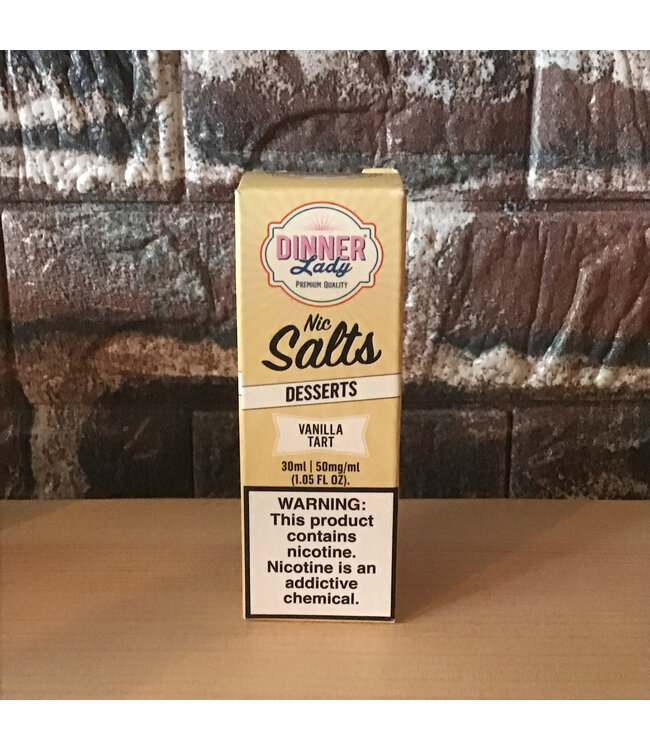 DINNER®
Lady
PREMIUM QUALITY
Nic
Salts
DESSERTS
VANILLA
TART
30ml | 50mg/ml
(1.05 FL OZ).
WARNING:
This product
contains
nicotine.
Nicotine is an
addictive
chemical.